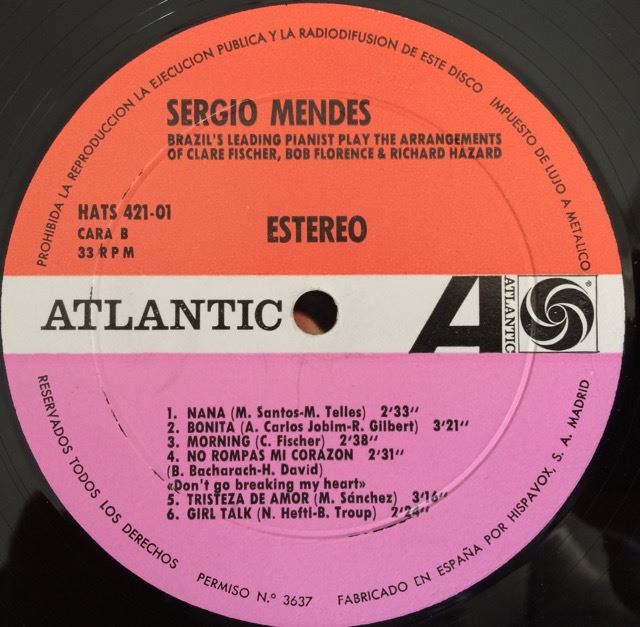 PROHIBIDA LA REPRODUCCION LA EJECUCION PUBLICA Y LA RADIODIFUSION DE ESTE DISCO
IMPUESTO DE LUJO A METALICO
SERGIO MENDES
BRAZIL'S LEADING PIANIST PLAY THE ARRANGEMENTS
OF CLARE FISCHER, BOB FLORENCE & RICHARD HAZARD
HATS 421-01
CARA B
33 RPM
ESTEREO
ATLANTIC
A
ATLANTIC
®
1. NANA (M. Santos-M. Telles) 2'33''
2. BONITA (A. Carlos Jobim-R. Gilbert) 3'21''
3. MORNING (C. Fischer) 2'38''
4. NO ROMPAS MI CORAZON 2'31''
(B. Bacharach-H. David)
«Don't go breaking my heart»
5. TRISTEZA DE AMOR (M. Sánchez) 3'16''
6. GIRL TALK (N. Hefti-B. Troup) 2'24''
RESERVADOS TODOS LOS DERECHOS
PERMISO N.º 3637
FABRICADO EN ESPAÑA POR HISPAVOX, S. A. MADRID